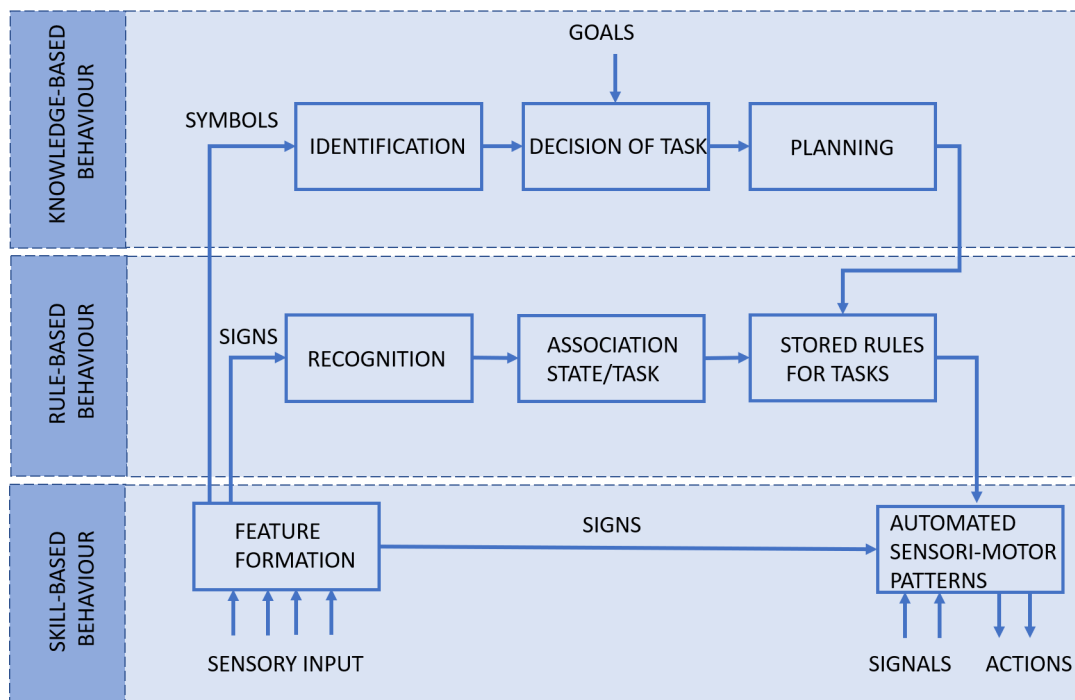 KNOWLEDGE-BASED
BEHAVIOUR
GOALS
SYMBOLS
IDENTIFICATION
DECISION OF TASK
PLANNING
RULE-BASED
BEHAVIOUR
SIGNS
RECOGNITION
ASSOCIATION
STATE/TASK
STORED RULES
FOR TASKS
SKILL-BASED
BEHAVIOUR
FEATURE
FORMATION
SIGNS
AUTOMATED
SENSORI-MOTOR
PATTERNS
SENSORY INPUT
SIGNALS
ACTIONS